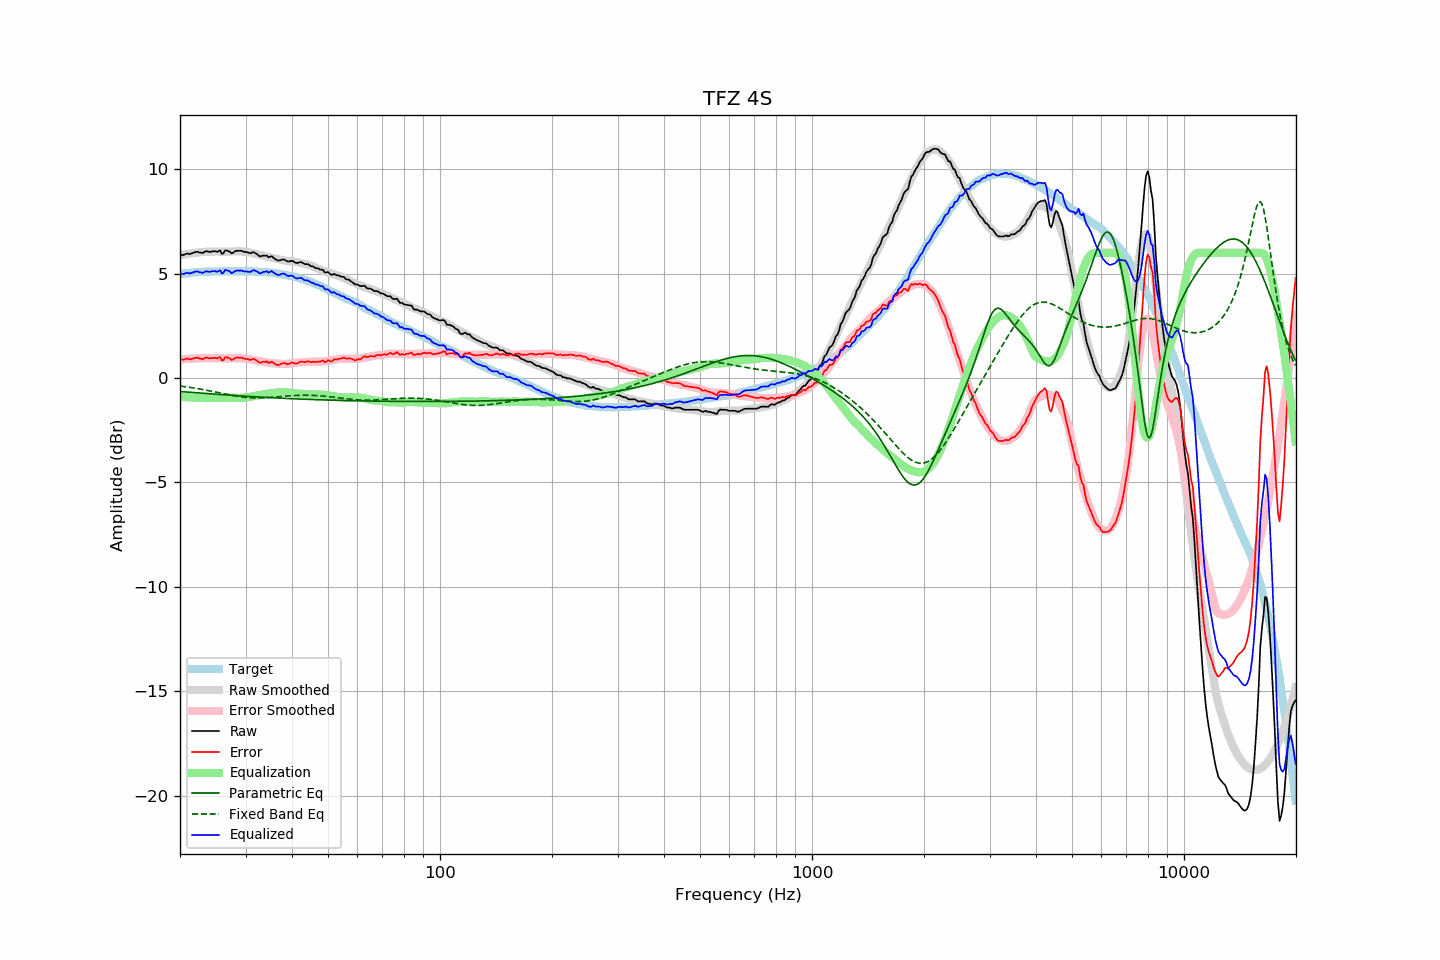 TFZ 4S
10
5
0
−5
−10
−15
−20
Amplitude (dBr)
Target
Raw Smoothed
Error Smoothed
Raw
Error
Equalization
Parametric Eq
Fixed Band Eq
Equalized
100
1000
10000
Frequency (Hz)